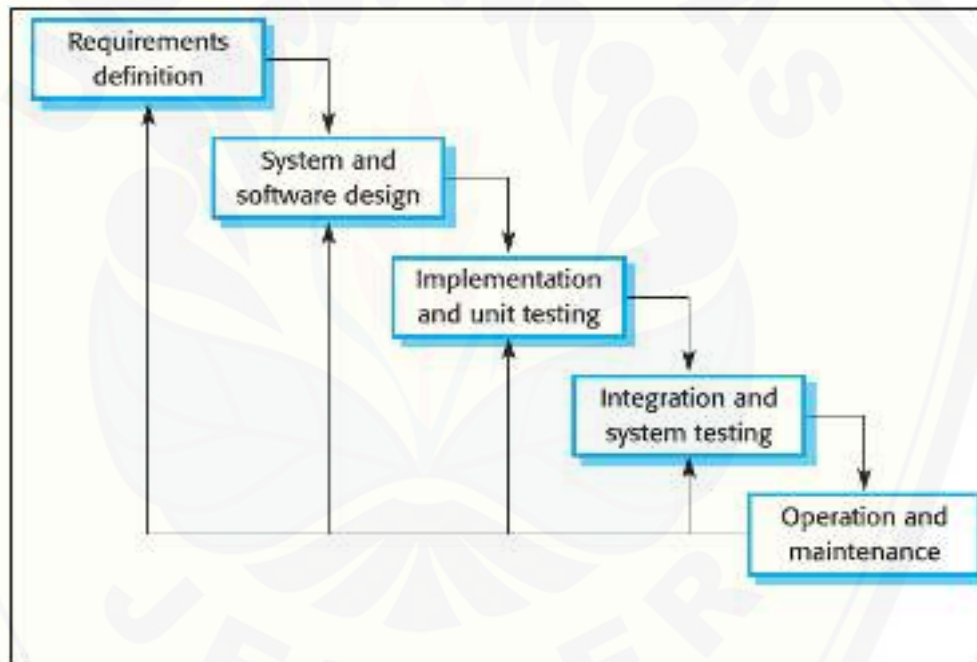 Requirements
definition
System and
software design
Implementation
and unit testing
Integration and
system testing
Operation and
maintenance